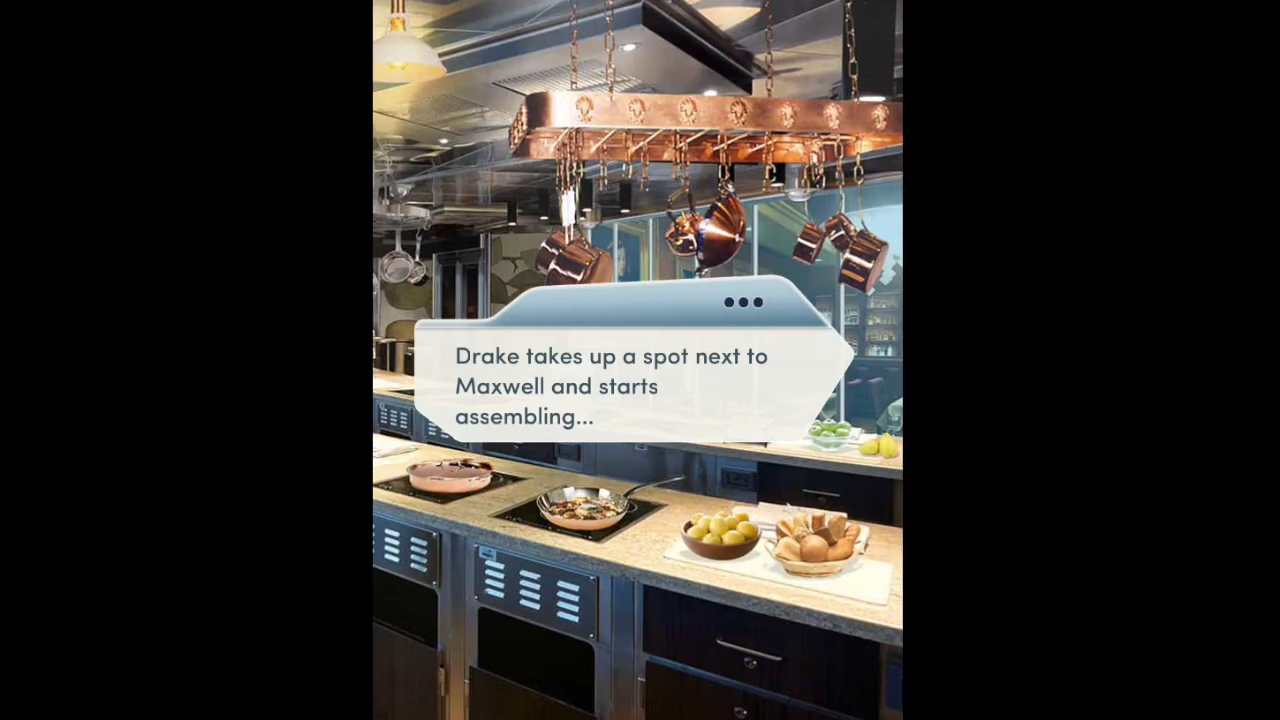 Drake takes up a spot next to
Maxwell and starts
assembling...